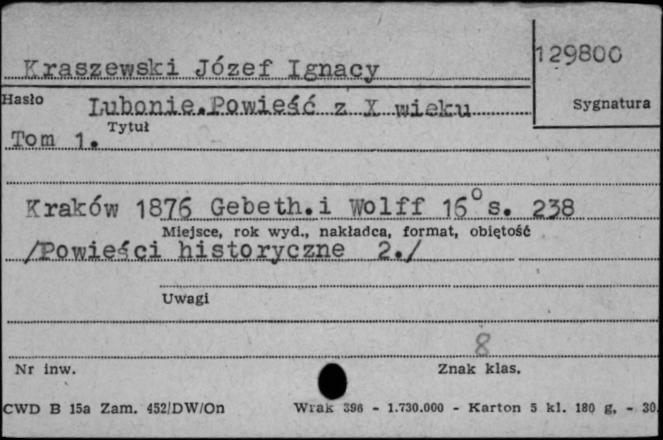 Kraszewski Józef Ignacy
129800
Hasło
Lubonie.Powieść z X wieku
Sygnatura
Tytuł
Tom 1.
Kraków 1876 Gebeth.i Wolff 16° s. 238
Miejsce, rok wyd., nakładca, format, objętość
/Powieści historyczne 2./
Uwagi
8
Nr inw.
Znak klas.
CWD B 15a Zam. 452/DW/On
Wrak 396 - 1.730.000 - Karton 5 kl. 180 g. - 30.